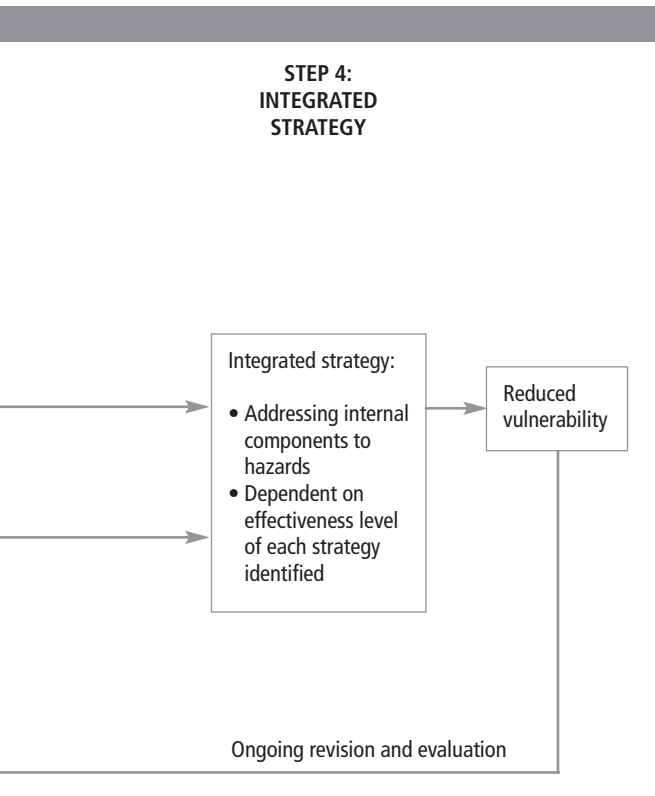 STEP 4:
INTEGRATED
STRATEGY
Integrated strategy:
• Addressing internal
components to
hazards
• Dependent on
effectiveness level
of each strategy
identified
Reduced
vulnerability
Ongoing revision and evaluation